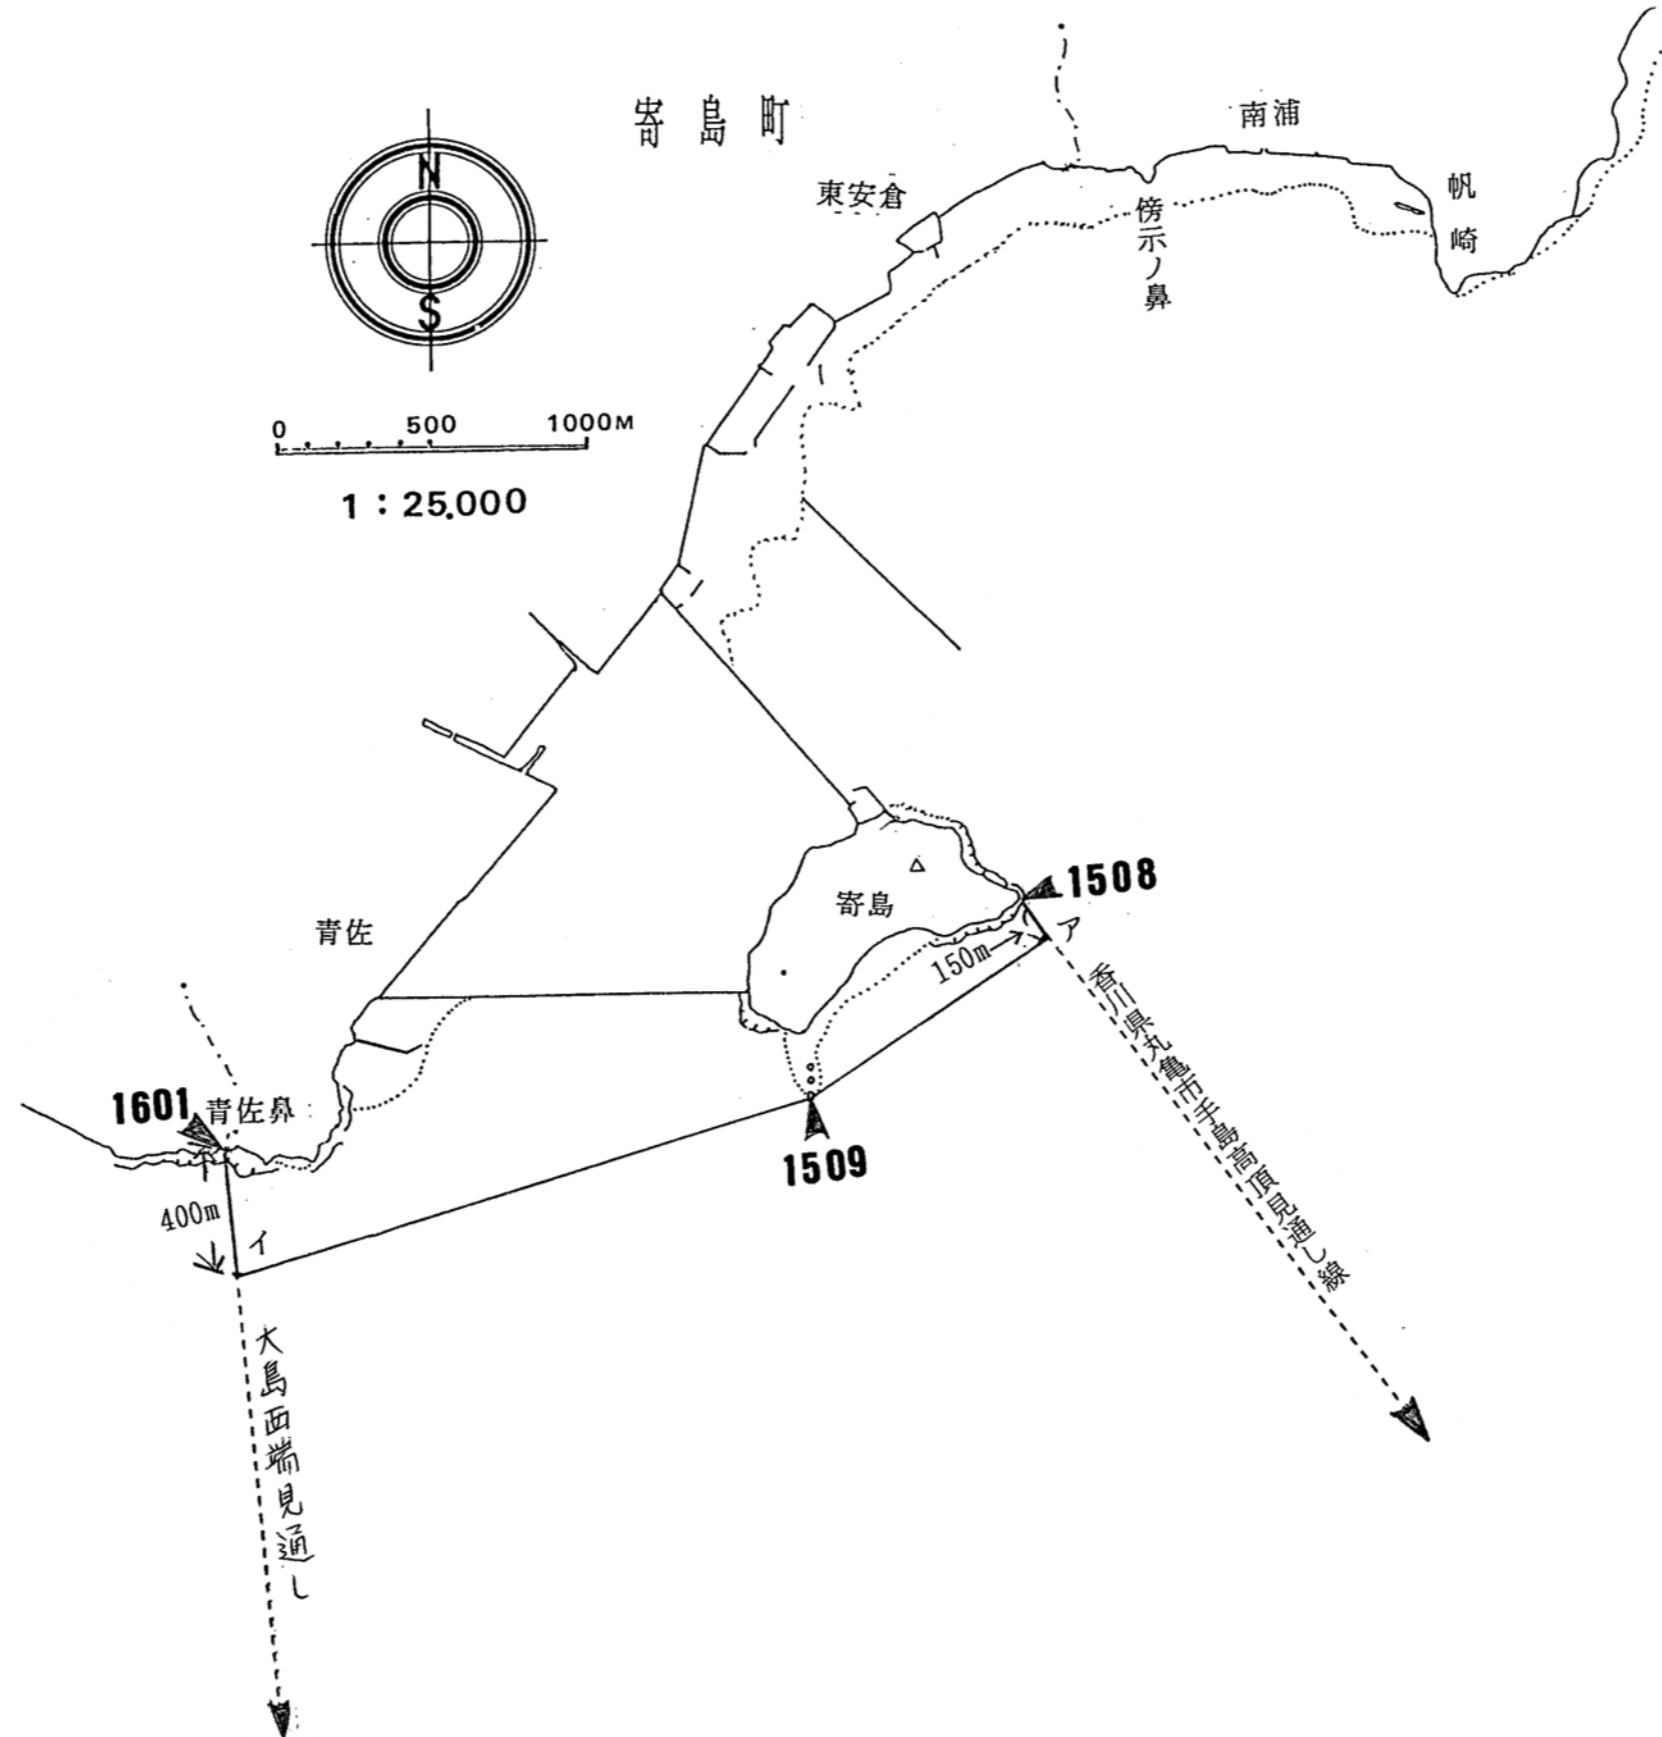 寄島町
南浦
帆崎
東安倉
傍示ノ鼻
N
S
0 500 1000M
1:25.000
1508
寄島
ア
150m
青佐
香川県丸亀市手島高頂見通し線
1601
青佐鼻
1509
400m
イ
大島西端見通し